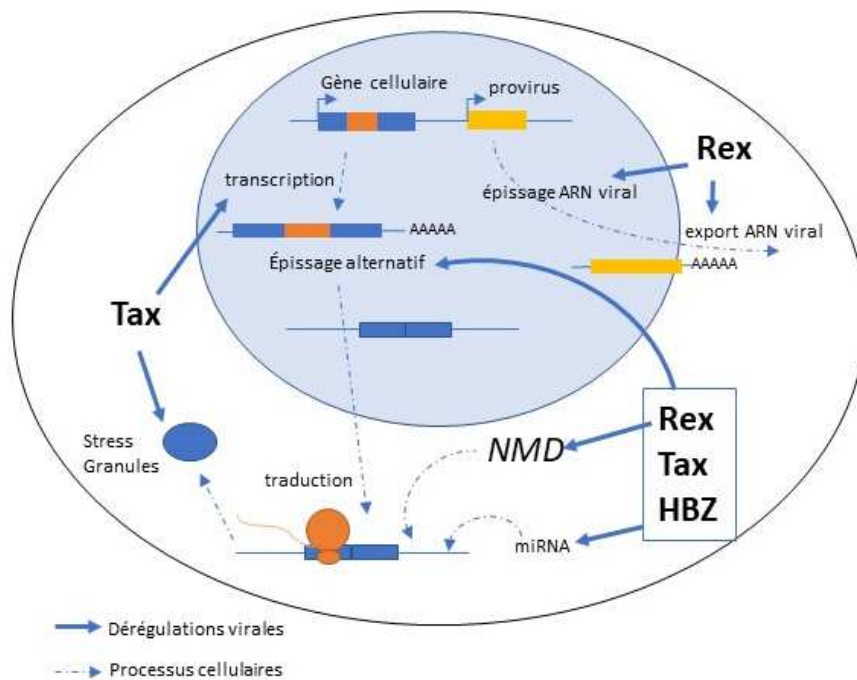 Gène cellulaire
provirus
Rex
transcription
épissage ARN viral
export ARN viral
AAAAA
AAAAA
Épissage alternatif
Tax
Rex
Tax
HBZ
NMD
Stress
Granules
traduction
miRNA
Dérégulations virales
Processus cellulaires